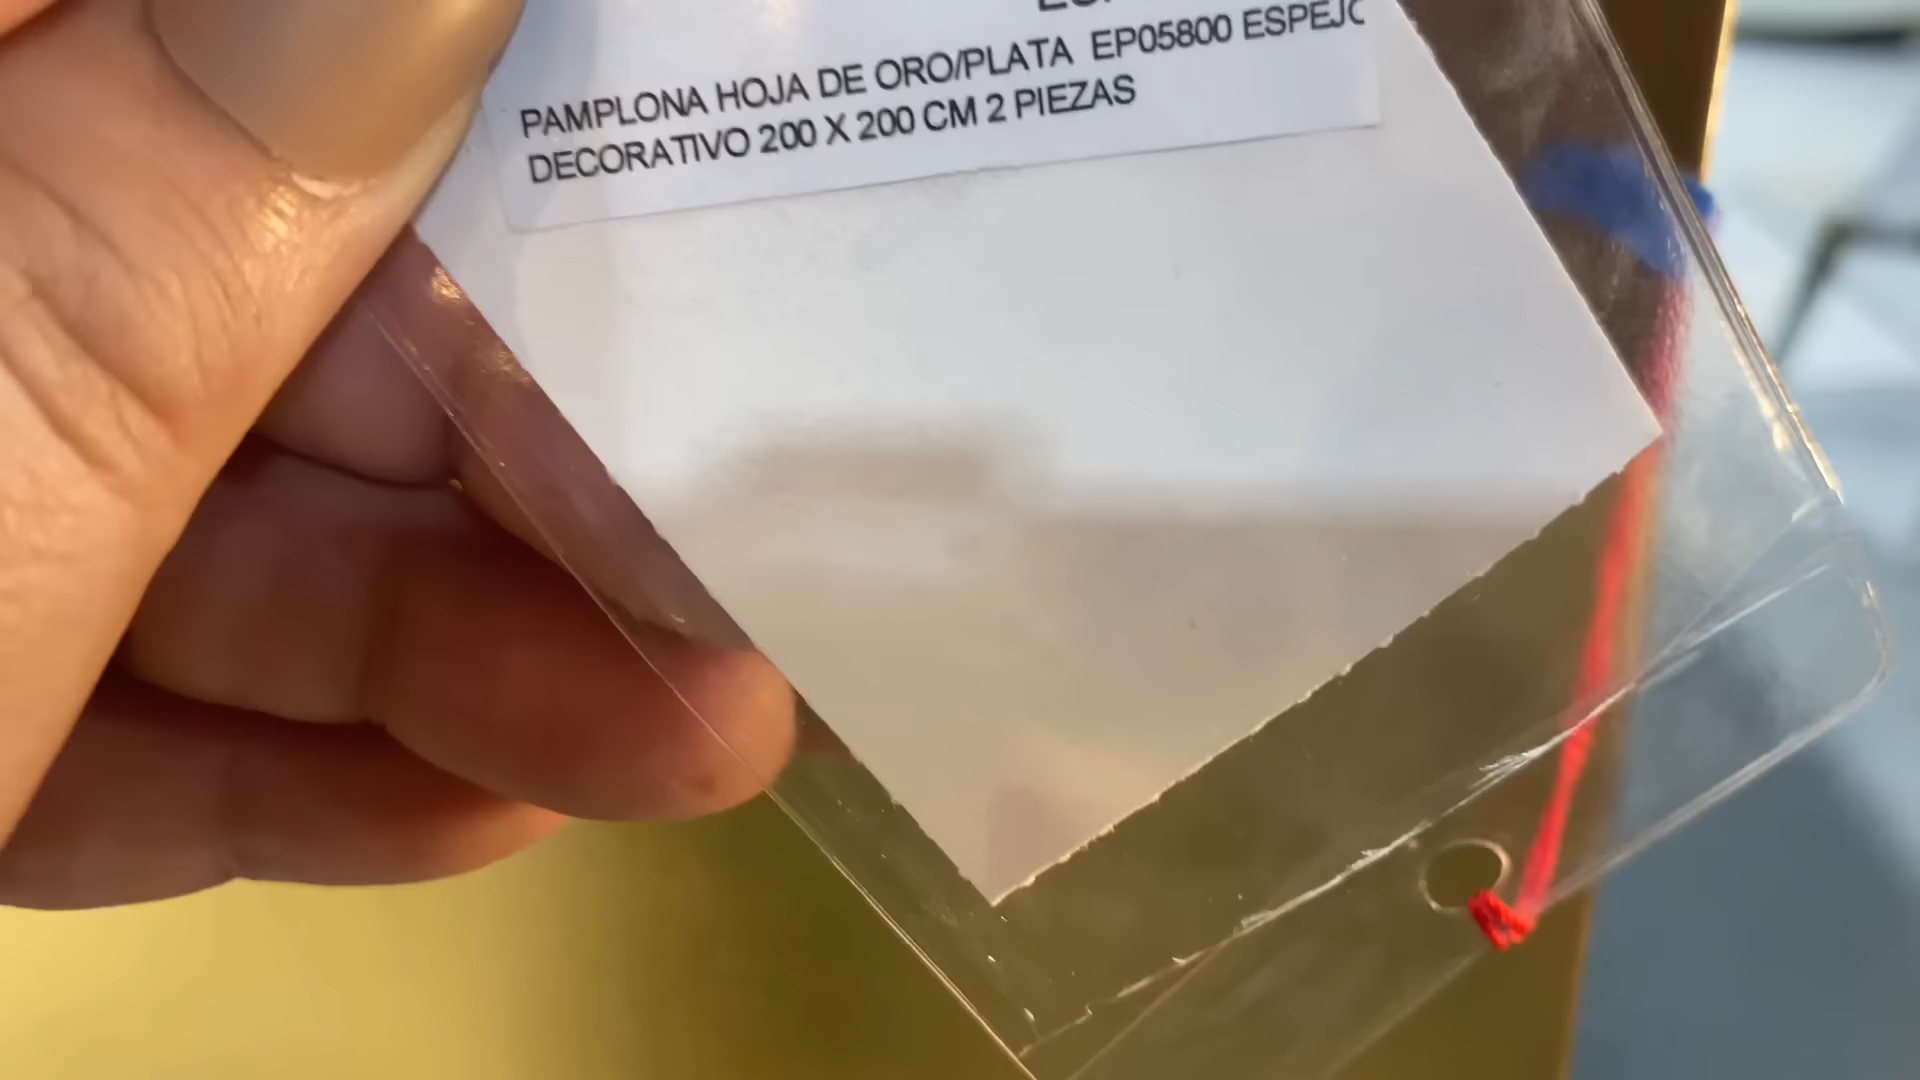 PAMPLONA HOJA DE ORO/PLATA EP05800 ESPEJO
DECORATIVO 200 X 200 CM 2 PIEZAS